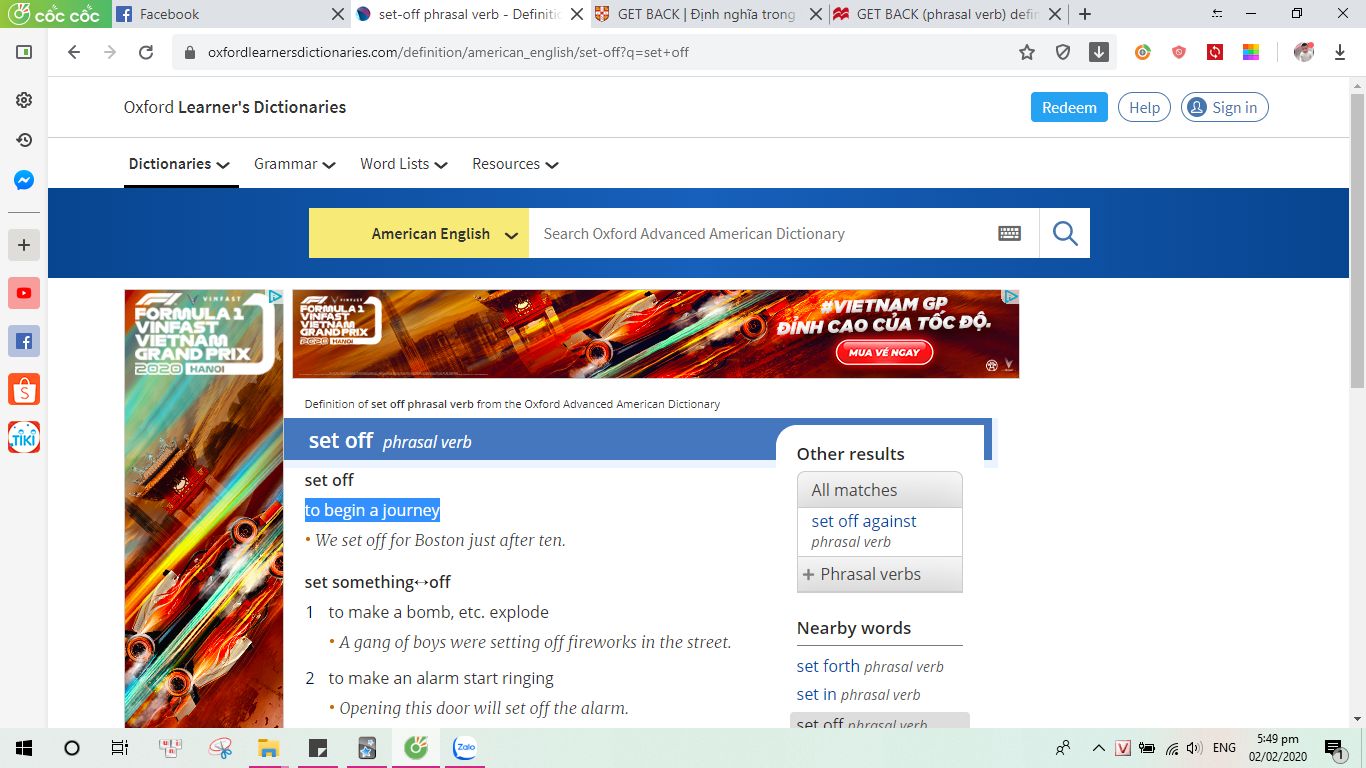 cốc cốc
Facebook
set-off phrasal verb - Definitic
GET BACK | Định nghĩa trong
GET BACK (phrasal verb) defin
oxfordlearnersdictionaries.com/definition/american_english/set-off?q=set+off
Oxford Learner's Dictionaries
Redeem
Help
Sign in
Dictionaries
Grammar
Word Lists
Resources
American English
Search Oxford Advanced American Dictionary
VINFAST
FORMULA 1
VINFAST
VIETNAM
GRAND PRIX
2020 HANOI
VINFAST
FORMULA 1
VINFAST
VIETNAM
GRAND PRIX
2020 HANOI
#VIETNAM GP
ĐỈNH CAO CỦA TỐC ĐỘ.
MUA VÉ NGAY
Definition of set off phrasal verb from the Oxford Advanced American Dictionary
set off phrasal verb
set off
to begin a journey
• We set off for Boston just after ten.
set something↔off
1 to make a bomb, etc. explode
• A gang of boys were setting off fireworks in the street.
2 to make an alarm start ringing
• Opening this door will set off the alarm.
Other results
All matches
set off against
phrasal verb
+ Phrasal verbs
Nearby words
set forth phrasal verb
set in phrasal verb
set off phrasal verb
TIKI
Zalo
ENG
5:49 pm
02/02/2020
1